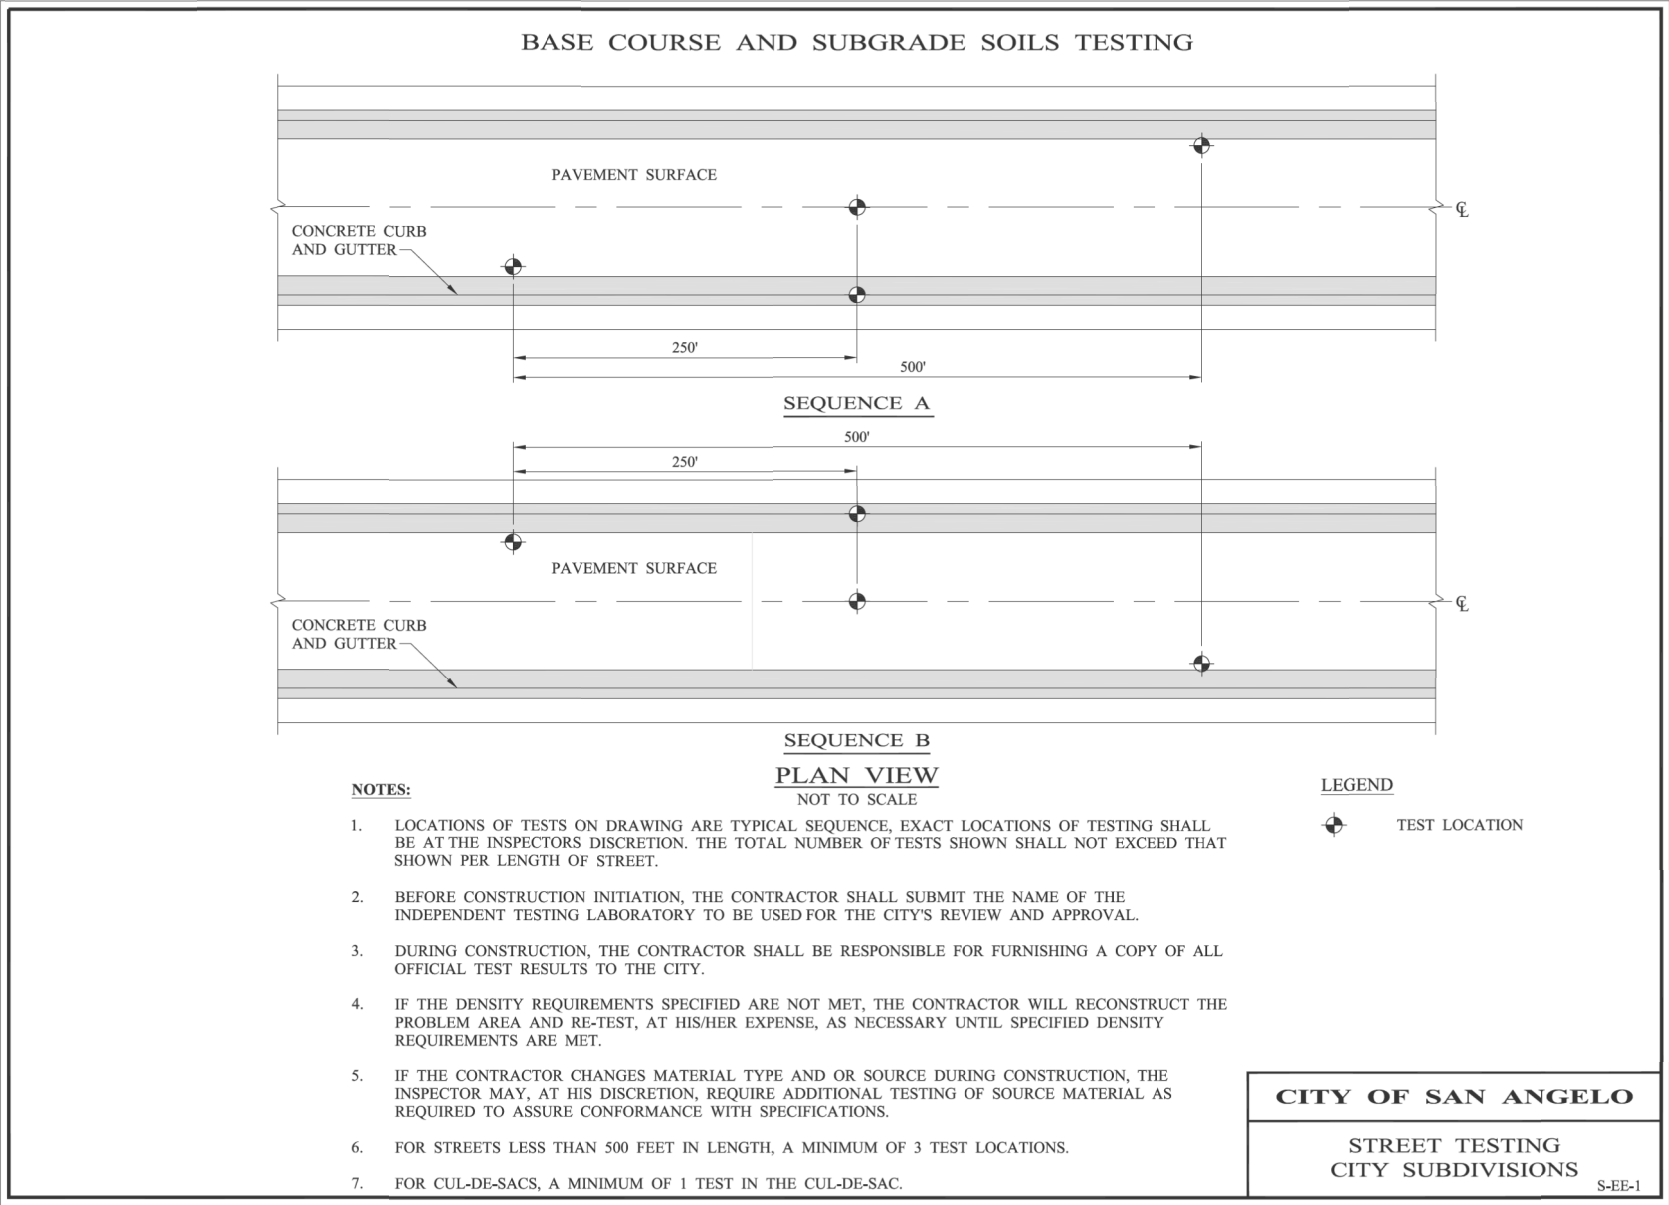 BASE COURSE AND SUBGRADE SOILS TESTING
PAVEMENT SURFACE
℄
CONCRETE CURB
AND GUTTER
250'
500'
SEQUENCE A
500'
250'
PAVEMENT SURFACE
℄
CONCRETE CURB
AND GUTTER
SEQUENCE B
PLAN VIEW
NOT TO SCALE
NOTES:
1. LOCATIONS OF TESTS ON DRAWING ARE TYPICAL SEQUENCE, EXACT LOCATIONS OF TESTING SHALL
BE AT THE INSPECTORS DISCRETION. THE TOTAL NUMBER OF TESTS SHOWN SHALL NOT EXCEED THAT
SHOWN PER LENGTH OF STREET.
2. BEFORE CONSTRUCTION INITIATION, THE CONTRACTOR SHALL SUBMIT THE NAME OF THE
INDEPENDENT TESTING LABORATORY TO BE USED FOR THE CITY'S REVIEW AND APPROVAL.
3. DURING CONSTRUCTION, THE CONTRACTOR SHALL BE RESPONSIBLE FOR FURNISHING A COPY OF ALL
OFFICIAL TEST RESULTS TO THE CITY.
4. IF THE DENSITY REQUIREMENTS SPECIFIED ARE NOT MET, THE CONTRACTOR WILL RECONSTRUCT THE
PROBLEM AREA AND RE-TEST, AT HIS/HER EXPENSE, AS NECESSARY UNTIL SPECIFIED DENSITY
REQUIREMENTS ARE MET.
5. IF THE CONTRACTOR CHANGES MATERIAL TYPE AND OR SOURCE DURING CONSTRUCTION, THE
INSPECTOR MAY, AT HIS DISCRETION, REQUIRE ADDITIONAL TESTING OF SOURCE MATERIAL AS
REQUIRED TO ASSURE CONFORMANCE WITH SPECIFICATIONS.
6. FOR STREETS LESS THAN 500 FEET IN LENGTH, A MINIMUM OF 3 TEST LOCATIONS.
7. FOR CUL-DE-SACS, A MINIMUM OF 1 TEST IN THE CUL-DE-SAC.
LEGEND
TEST LOCATION
CITY OF SAN ANGELO
STREET TESTING
CITY SUBDIVISIONS
S-EE-1